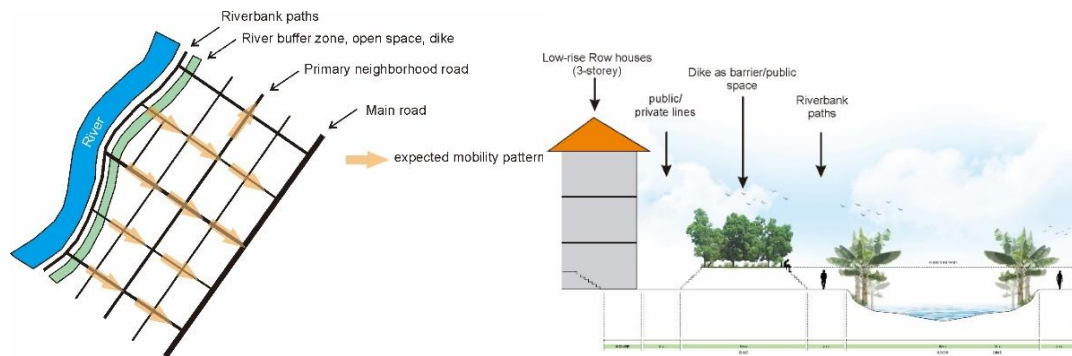 Riverbank paths
River buffer zone, open space, dike
Primary neighborhood road
Main road
River
expected mobility pattern
Low-rise Row houses
(3-storey)
public/
private lines
Dike as barrier/public
space
Riverbank
paths